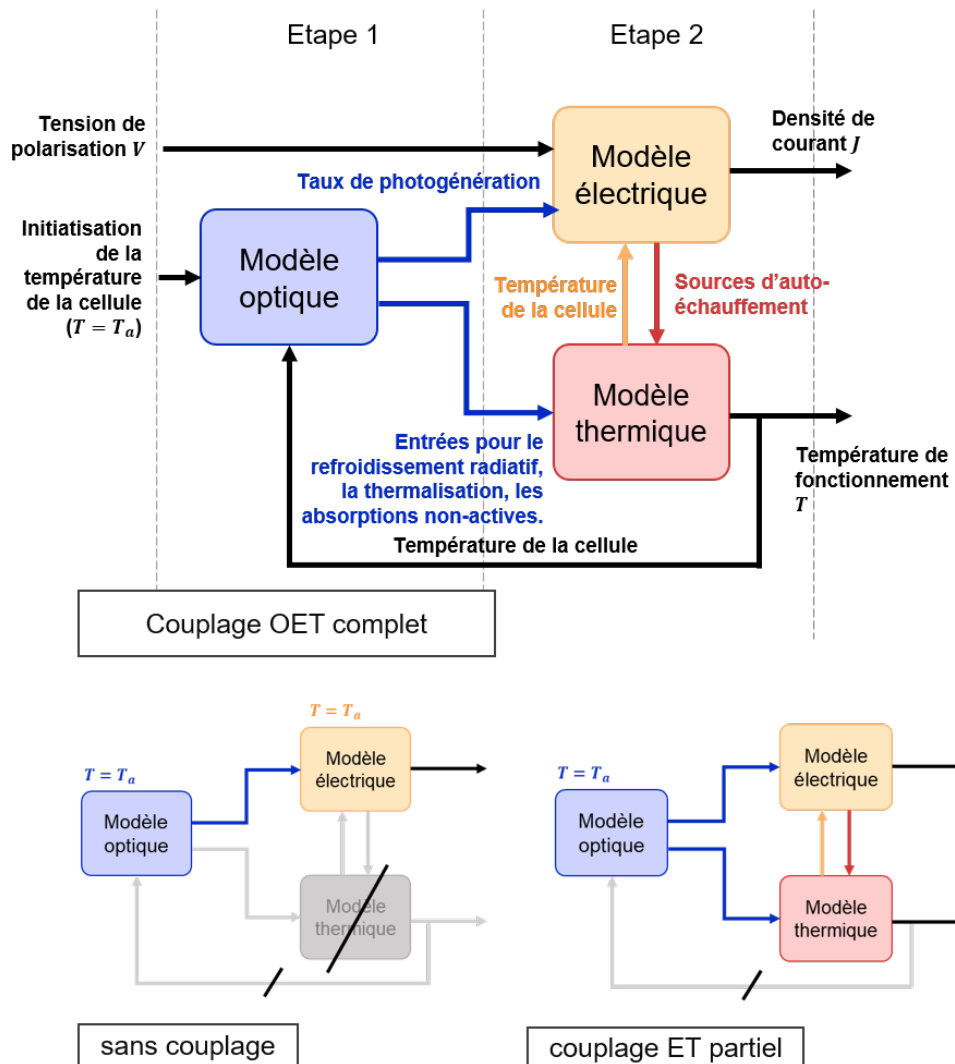 Etape 1
Etape 2
Tension de
polarisation V
Taux de photogénération
Modèle
électrique
Densité de
courant J
Initiatisation
de la
température
de la cellule
(T = Ta)
Modèle
optique
Température
de la cellule
Sources d'auto-
échauffement
Modèle
thermique
Entrées pour le
refroidissement radiatif,
la thermalisation, les
absorptions non-actives.
Température de
fonctionnement
T
Température de la cellule
Couplage OET complet
T = Ta
Modèle
électrique
T = Ta
Modèle
optique
Modèle
thermique
sans couplage
Modèle
électrique
T = Ta
Modèle
optique
Modèle
thermique
couplage ET partiel